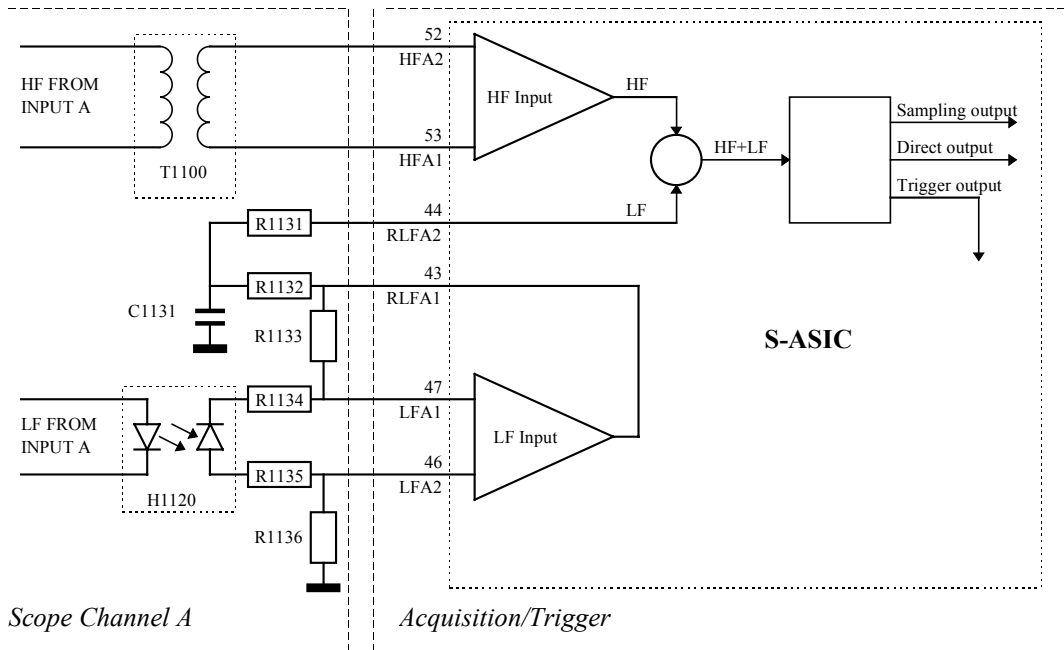 HF FROM
INPUT A
T1100
52
HFA2
53
HFA1
HF Input
HF
HF+LF
Sampling output
Direct output
Trigger output
R1131
44
RLFA2
LF
R1132
43
RLFA1
C1131
R1133
S-ASIC
LF FROM
INPUT A
R1134
47
LFA1
LF Input
R1135
46
LFA2
H1120
R1136
Scope Channel A
Acquisition/Trigger